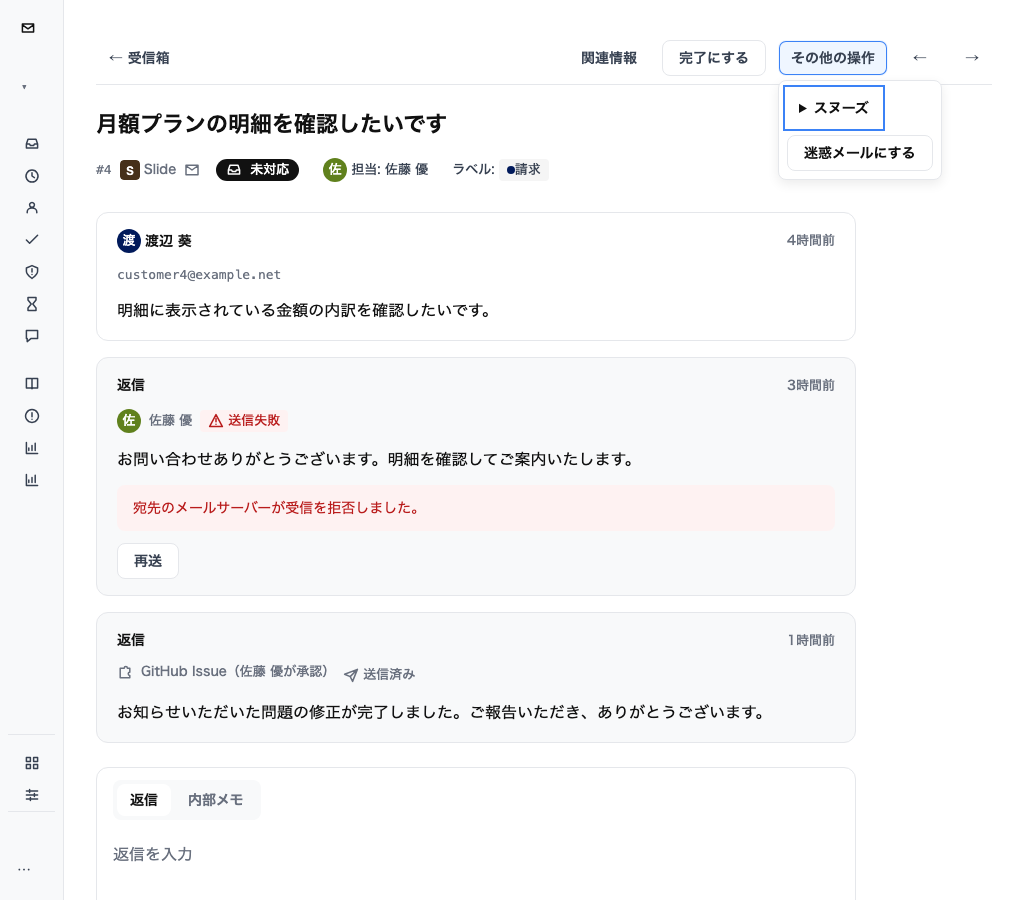 ← 受信箱
関連情報
完了にする
その他の操作
←
→
▶ スヌーズ
迷惑メールにする
月額プランの明細を確認したいです
#4 S Slide 未対応 佐 担当: 佐藤 優 ラベル: 請求
渡 渡辺 葵 4時間前
customer4@example.net
明細に表示されている金額の内訳を確認したいです。
返信 3時間前
佐 佐藤 優 送信失敗
お問い合わせありがとうございます。明細を確認してご案内いたします。
宛先のメールサーバーが受信を拒否しました。
再送
返信 1時間前
GitHub Issue（佐藤 優が承認） 送信済み
お知らせいただいた問題の修正が完了しました。ご報告いただき、ありがとうございます。
返信 内部メモ
返信を入力